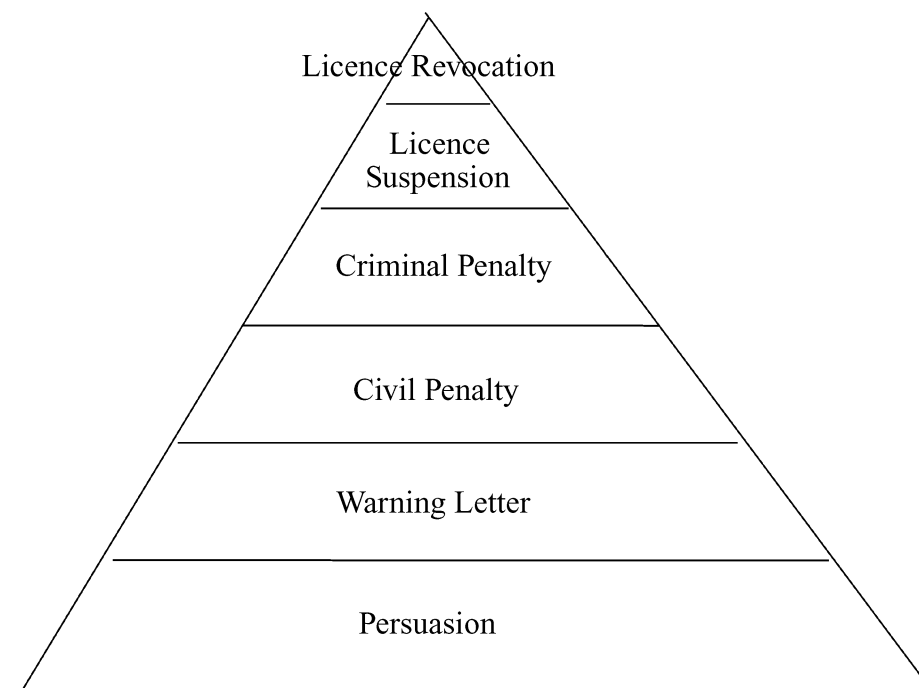 Licence Revocation
Licence
Suspension
Criminal Penalty
Civil Penalty
Warning Letter
Persuasion